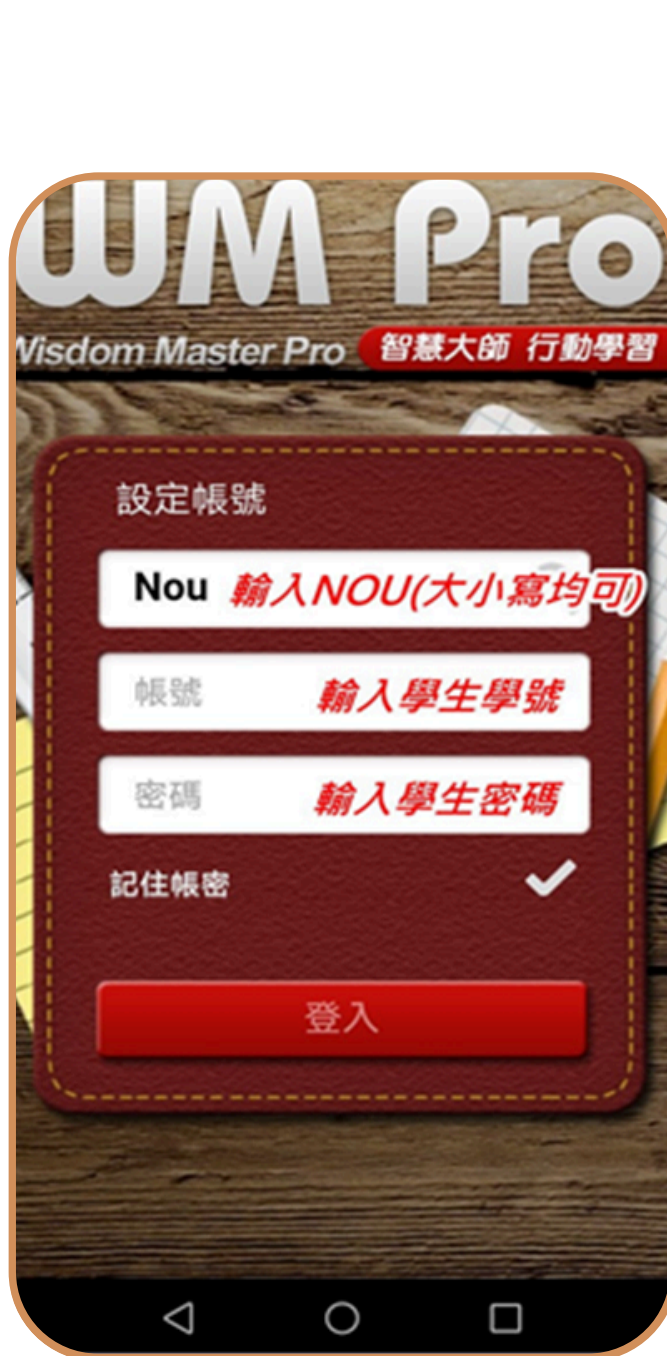 WM Pro
Wisdom Master Pro 智慧大師 行動學習
設定帳號
Nou 輸入NOU(大小寫均可)
帳號 輸入學生學號
密碼 輸入學生密碼
記住帳密
登入